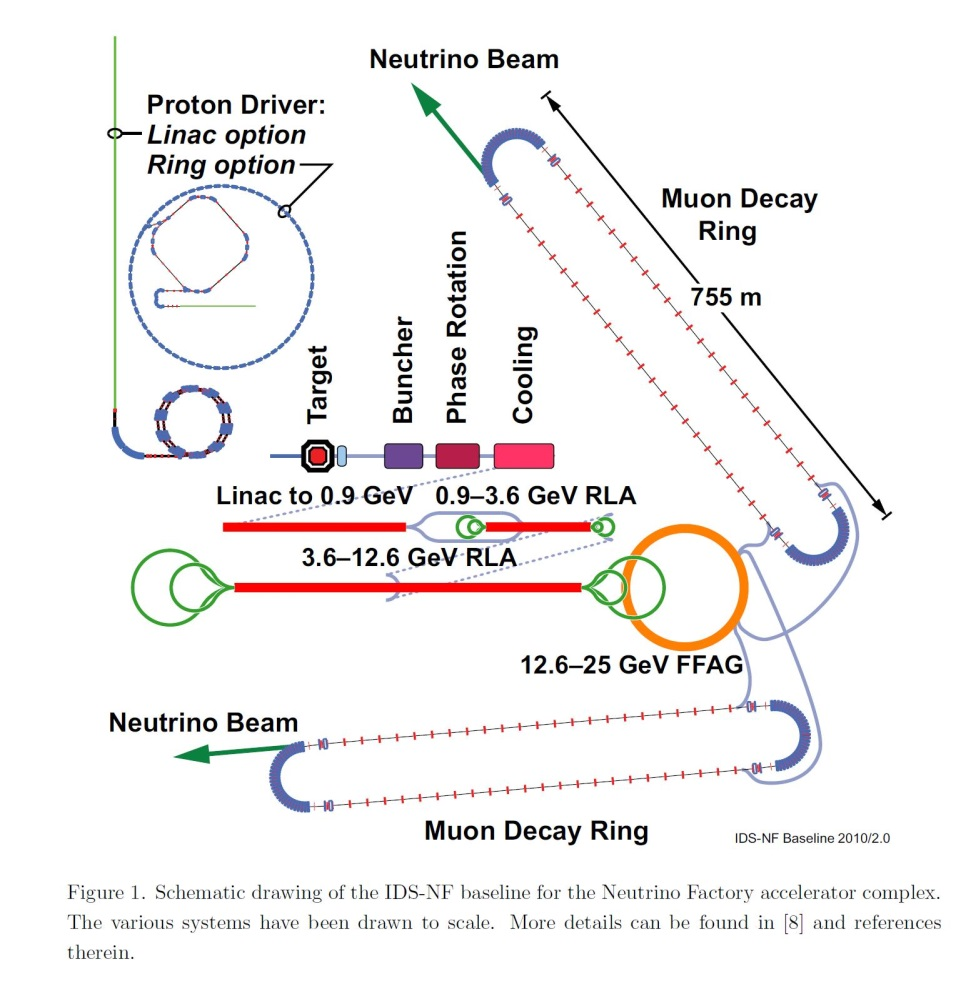 Neutrino Beam
Proton Driver:
Linac option
Ring option
Muon Decay
Ring
755 m
Target
Buncher
Phase Rotation
Cooling
Linac to 0.9 GeV
0.9–3.6 GeV RLA
3.6–12.6 GeV RLA
12.6–25 GeV FFAG
Neutrino Beam
Muon Decay Ring
IDS-NF Baseline 2010/2.0
Figure 1. Schematic drawing of the IDS-NF baseline for the Neutrino Factory accelerator complex.
The various systems have been drawn to scale. More details can be found in [8] and references
therein.